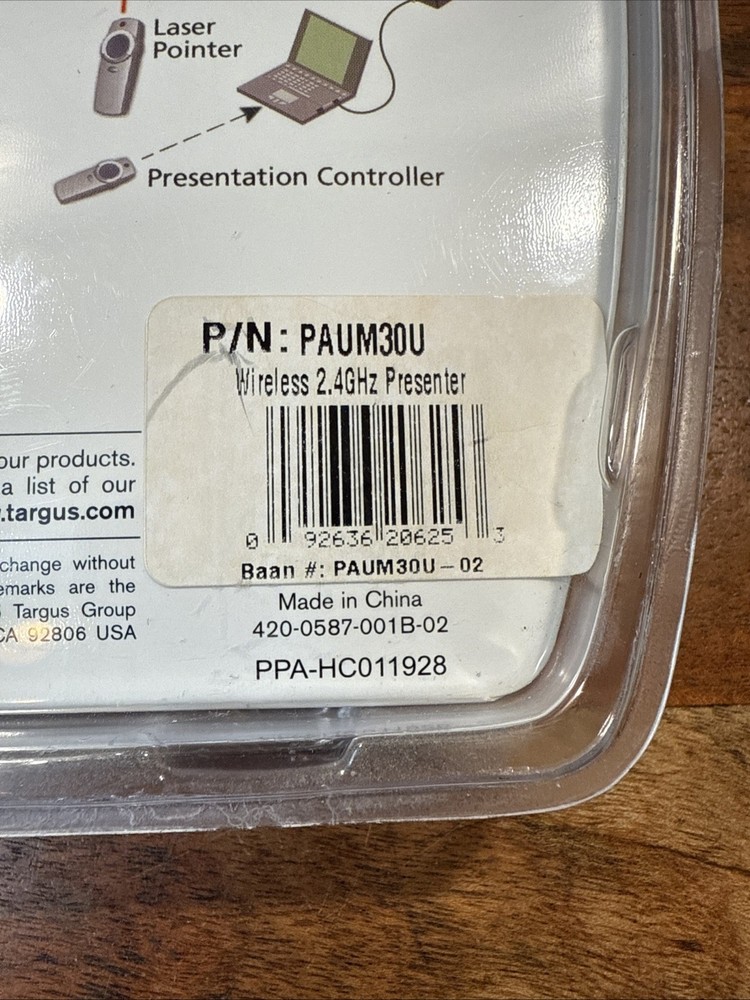 Laser
Pointer
Presentation Controller
P/N: PAUM30U
Wireless 2.4GHz Presenter
0 92636 20625 3
Baan #: PAUM30U-02
our products.
a list of our
.targus.com
change without
emarks are the
Targus Group
CA 92806 USA
Made in China
420-0587-001B-02
PPA-HC011928